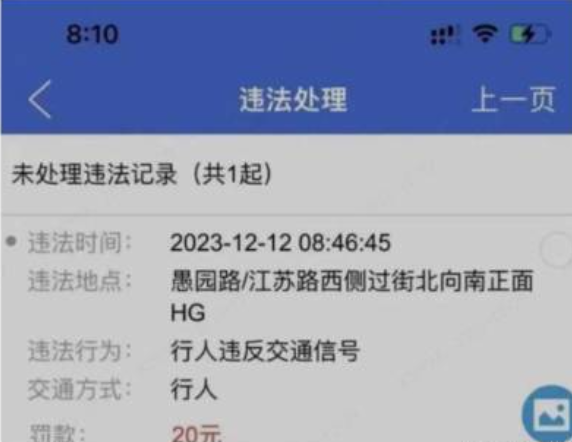 8:10
违法处理
上一页
未处理违法记录（共1起）
违法时间： 2023-12-12 08:46:45
违法地点： 愚园路/江苏路西侧过街北向南正面
HG
违法行为： 行人违反交通信号
交通方式： 行人
罚款： 20元